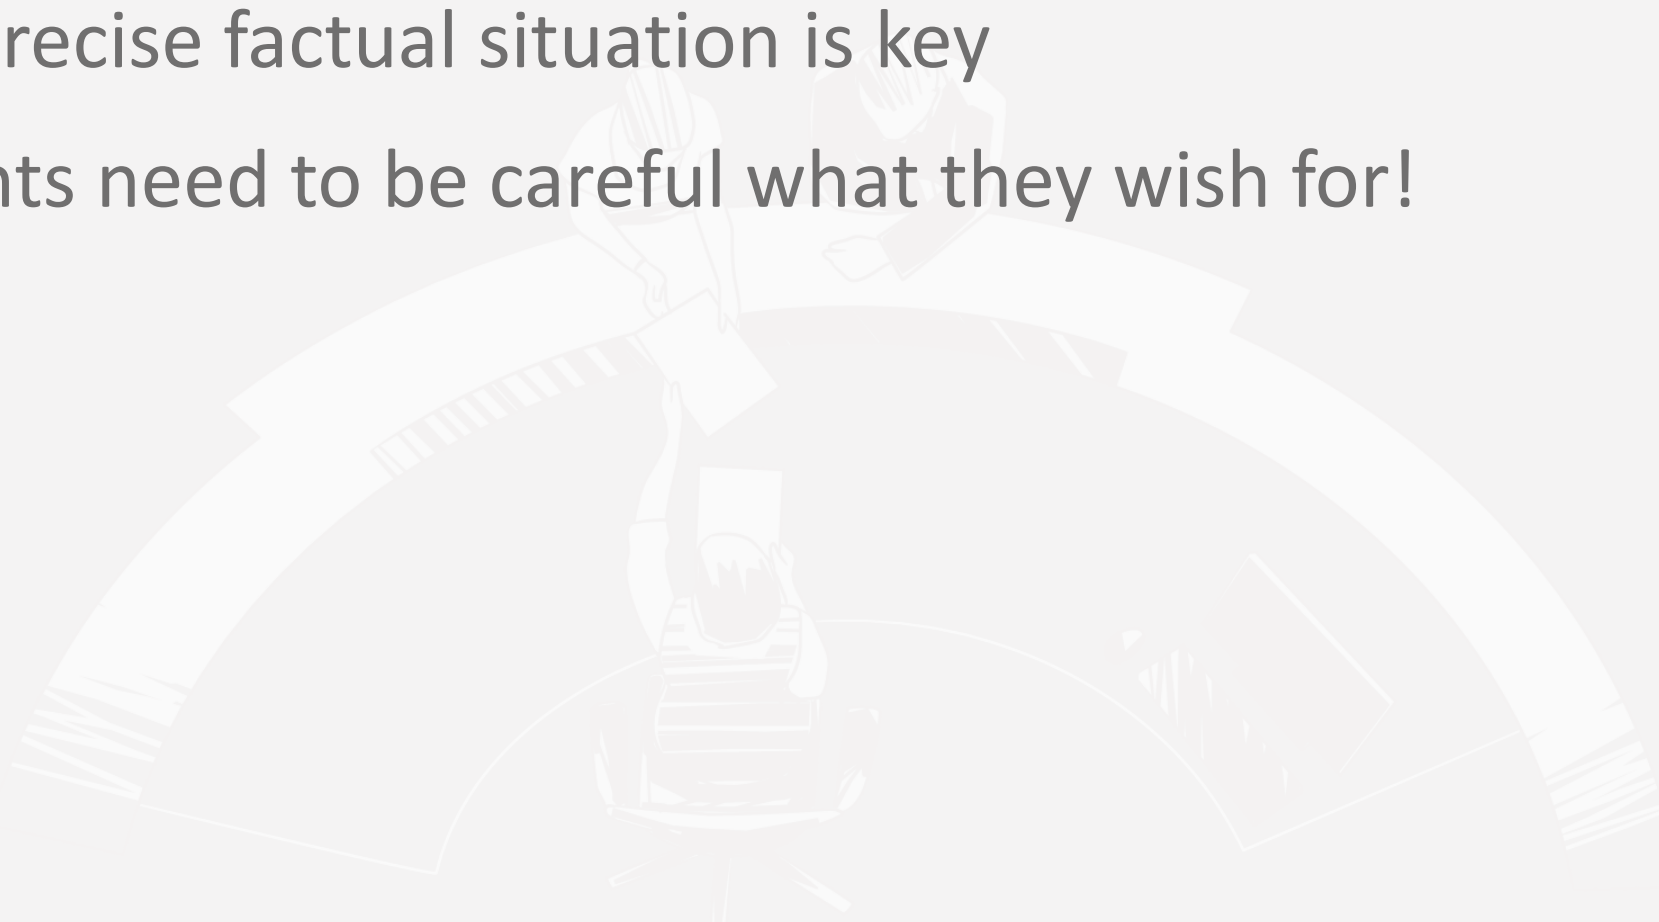 recise factual situation is key
nts need to be careful what they wish for!